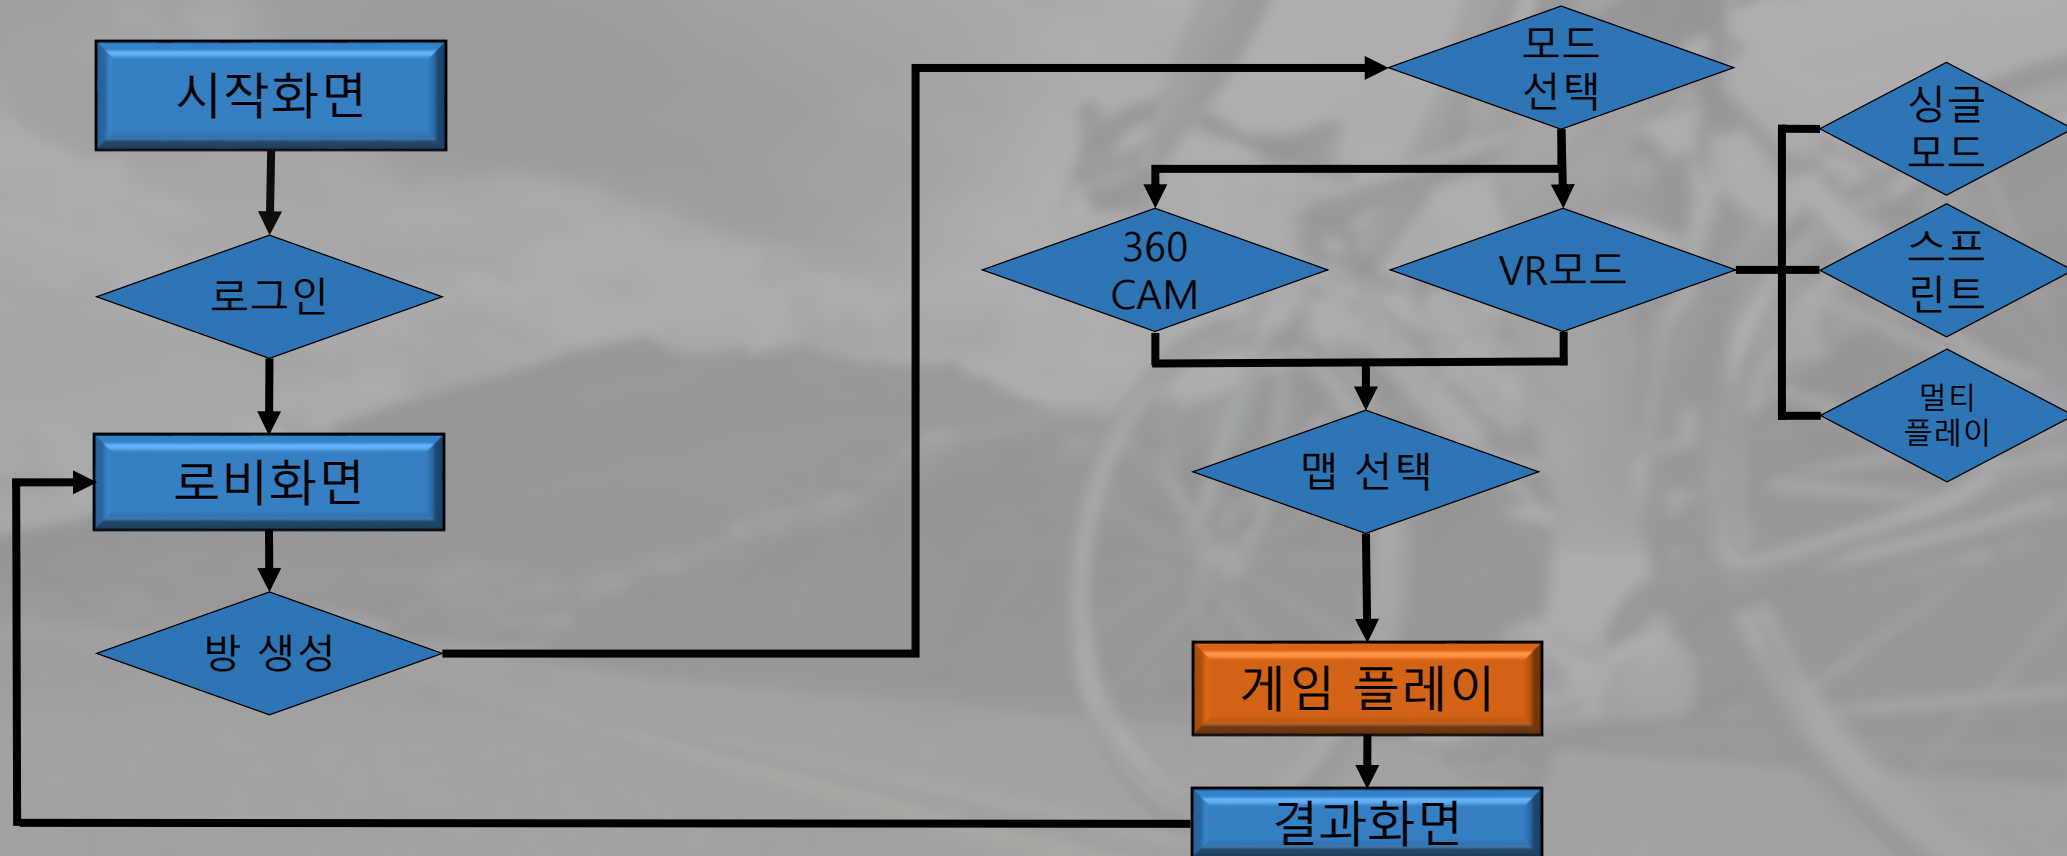 시작화면
로그인
로비화면
방 생성
모드
선택
360
CAM
VR모드
싱글
모드
스프
린트
멀티
플레이
맵 선택
게임 플레이
결과화면